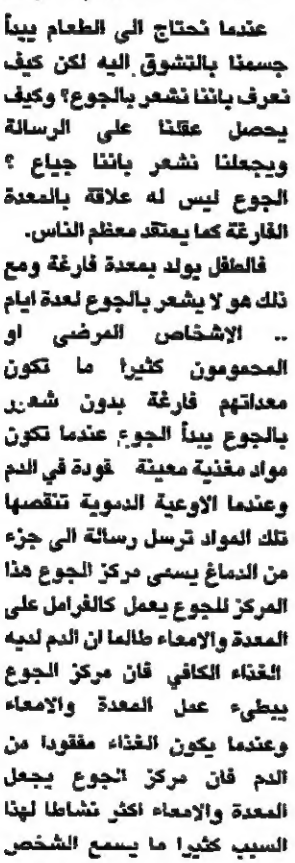 عندما نحتاج الى الطعام يبدأ
جسمنا بالتشوق اليه لكن كيف
نعرف باننا نشعر بالجوع؟ وكيف
يحصل عقلنا على الرسالة
ويجعلنا نشعر باننا جياع ؟
الجوع ليس له علاقة بالمعدة
الفارغة كما يعتقد معظم الناس.
فالطفل يولد بمعدة فارغة ومع
ذلك هو لا يشعر بالجوع لعدة ايام
.. الاشخاص المرضى او
المحمومون كثيرا ما تكون
معداتهم فارغة بدون شعور
بالجوع يبدأ الجوع عندما تكون
مواد مغذية معينة قودة في الدم
وعندما الاوعية الدموية تنقصها
تلك المواد ترسل رسالة الى جزء
من الدماغ يسمى مركز الجوع هذا
المركز للجوع يعمل كالفرامل على
المعدة والامعاء طالما ان الدم لديه
الغذاء الكافي فان مركز الجوع
يبطيء عمل المعدة والامعاء
وعندما يكون الغذاء مفقودا من
الدم فان مركز الجوع يجعل
المعدة والامعاء اكثر نشاطا لهذا
السبب كثيرا ما يسمع الشخص